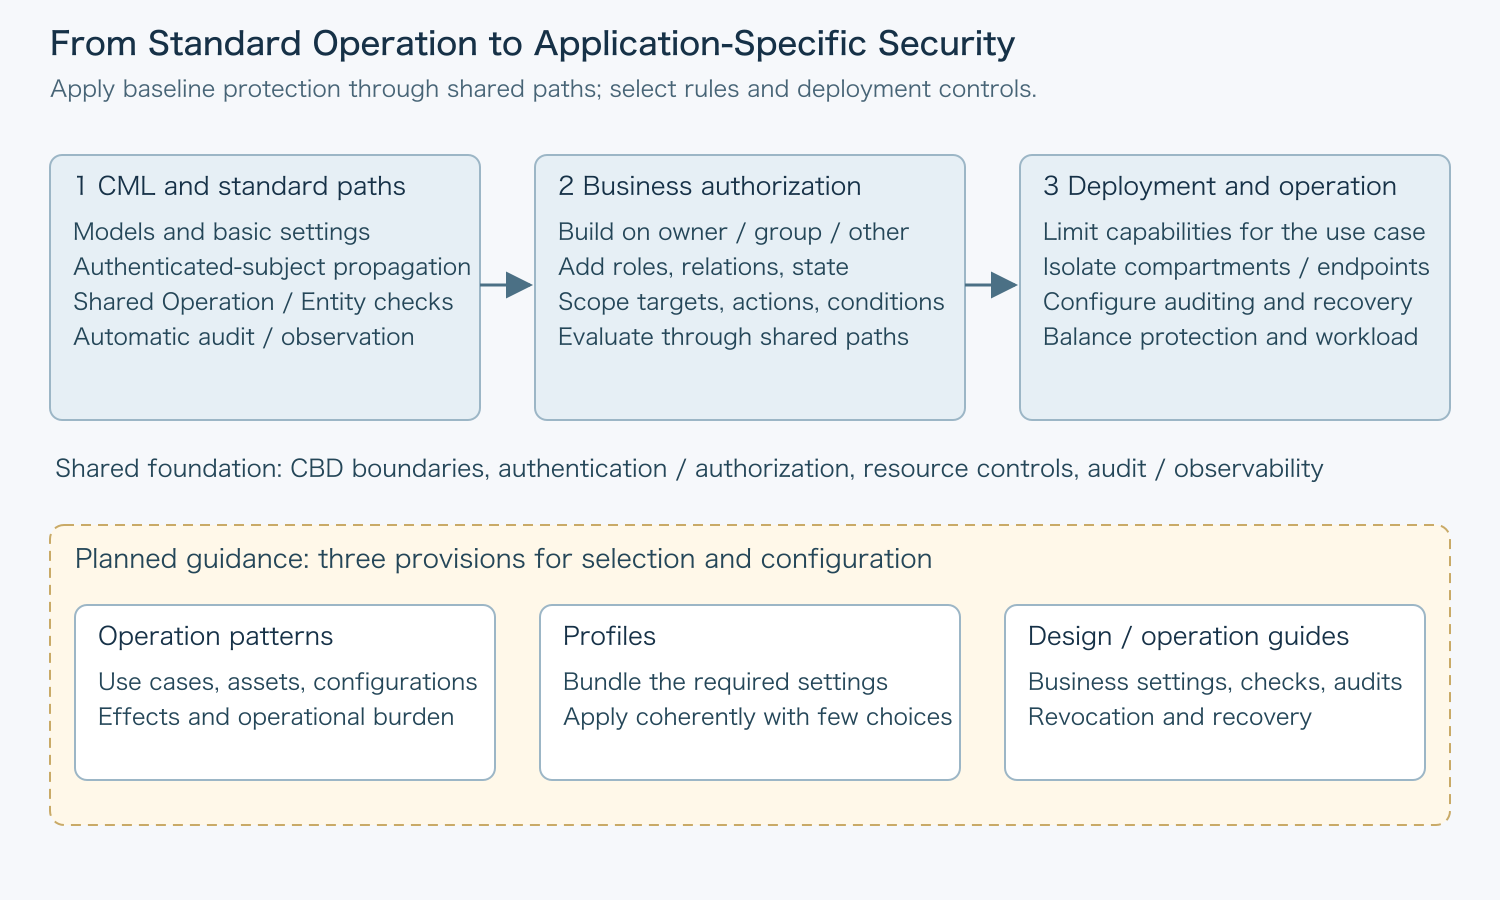 From Standard Operation to Application-Specific Security
Apply baseline protection through shared paths; select rules and deployment controls.
1 CML and standard paths
Models and basic settings
Authenticated-subject propagation
Shared Operation / Entity checks
Automatic audit / observation
2 Business authorization
Build on owner / group / other
Add roles, relations, state
Scope targets, actions, conditions
Evaluate through shared paths
3 Deployment and operation
Limit capabilities for the use case
Isolate compartments / endpoints
Configure auditing and recovery
Balance protection and workload
Shared foundation: CBD boundaries, authentication / authorization, resource controls, audit / observability
Planned guidance: three provisions for selection and configuration
Operation patterns
Use cases, assets, configurations
Effects and operational burden
Profiles
Bundle the required settings
Apply coherently with few choices
Design / operation guides
Business settings, checks, audits
Revocation and recovery